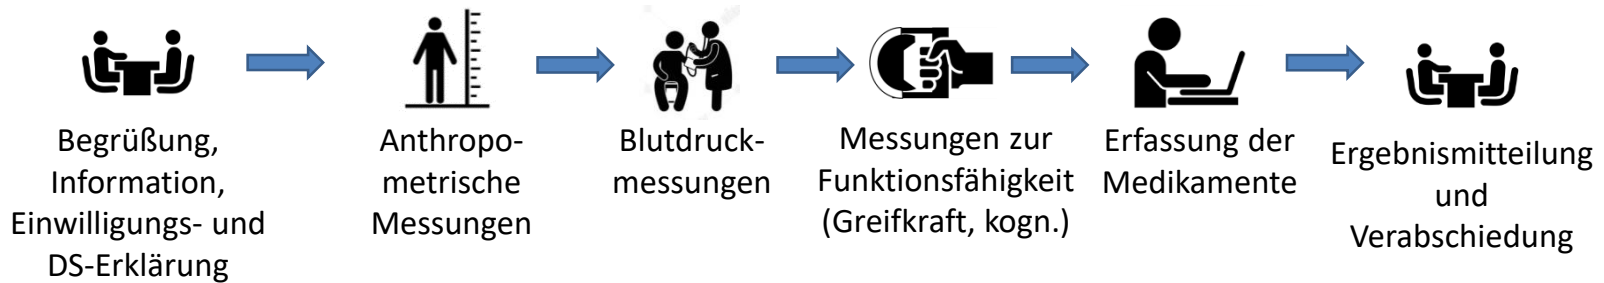 Begrüßung,
Information,
Einwilligungs- und
DS-Erklärung
Anthropo-
metrische
Messungen
Blutdruck-
messungen
Messungen zur
Funktionsfähigkeit
(Greifkraft, kogn.)
Erfassung der
Medikamente
Ergebnismitteilung
und
Verabschiedung